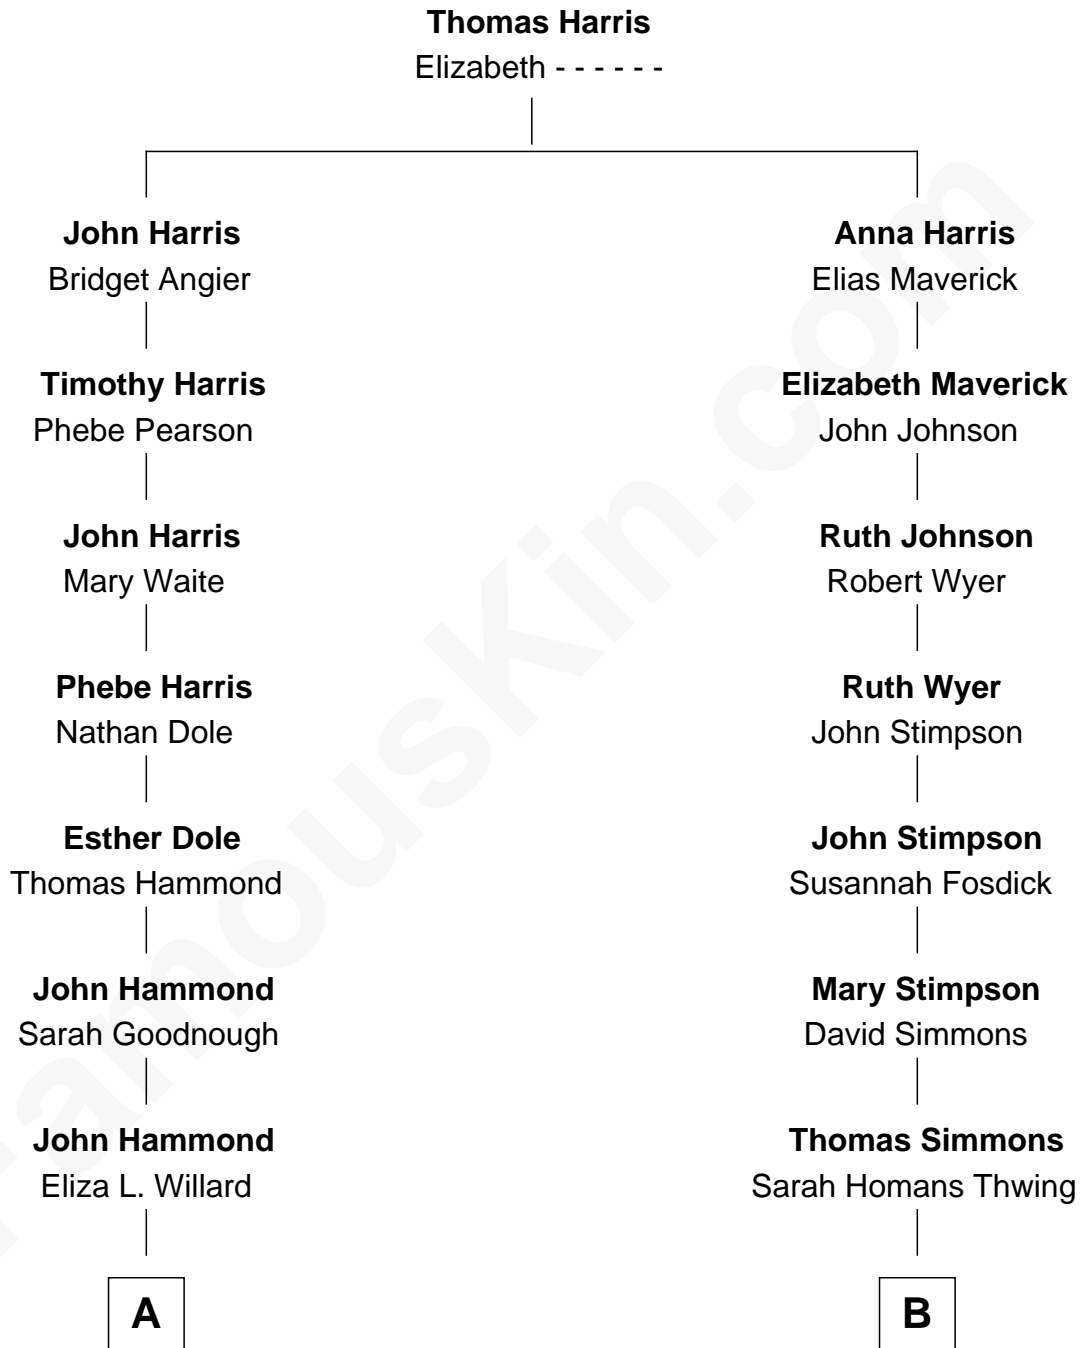 Thomas Harris
Elizabeth - - - - - -
John Harris
Bridget Angier
Anna Harris
Elias Maverick
Timothy Harris
Phebe Pearson
Elizabeth Maverick
John Johnson
John Harris
Mary Waite
Ruth Johnson
Robert Wyer
Phebe Harris
Nathan Dole
Ruth Wyer
John Stimpson
Esther Dole
Thomas Hammond
John Stimpson
Susannah Fosdick
John Hammond
Sarah Goodnough
Mary Stimpson
David Simmons
John Hammond
Eliza L. Willard
Thomas Simmons
Sarah Homans Thwing
A
B
FamousKin.com